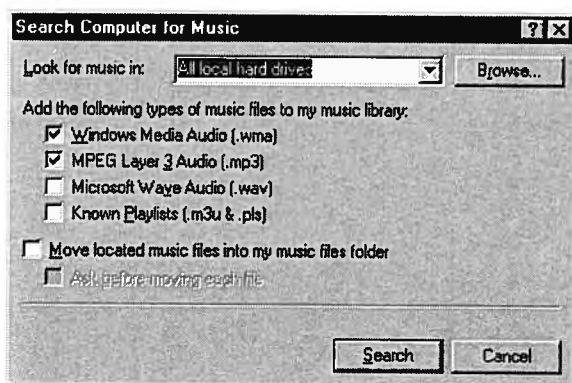 Search Computer for Music
Look for music in: All local hard drives Browse...
Add the following types of music files to my music library:
Windows Media Audio (.wma)
MPEG Layer 3 Audio (.mp3)
Microsoft Wave Audio (.wav)
Known Playlists (.m3u & .pls)
Move located music files into my music files folder
Ask before moving each file
Search Cancel